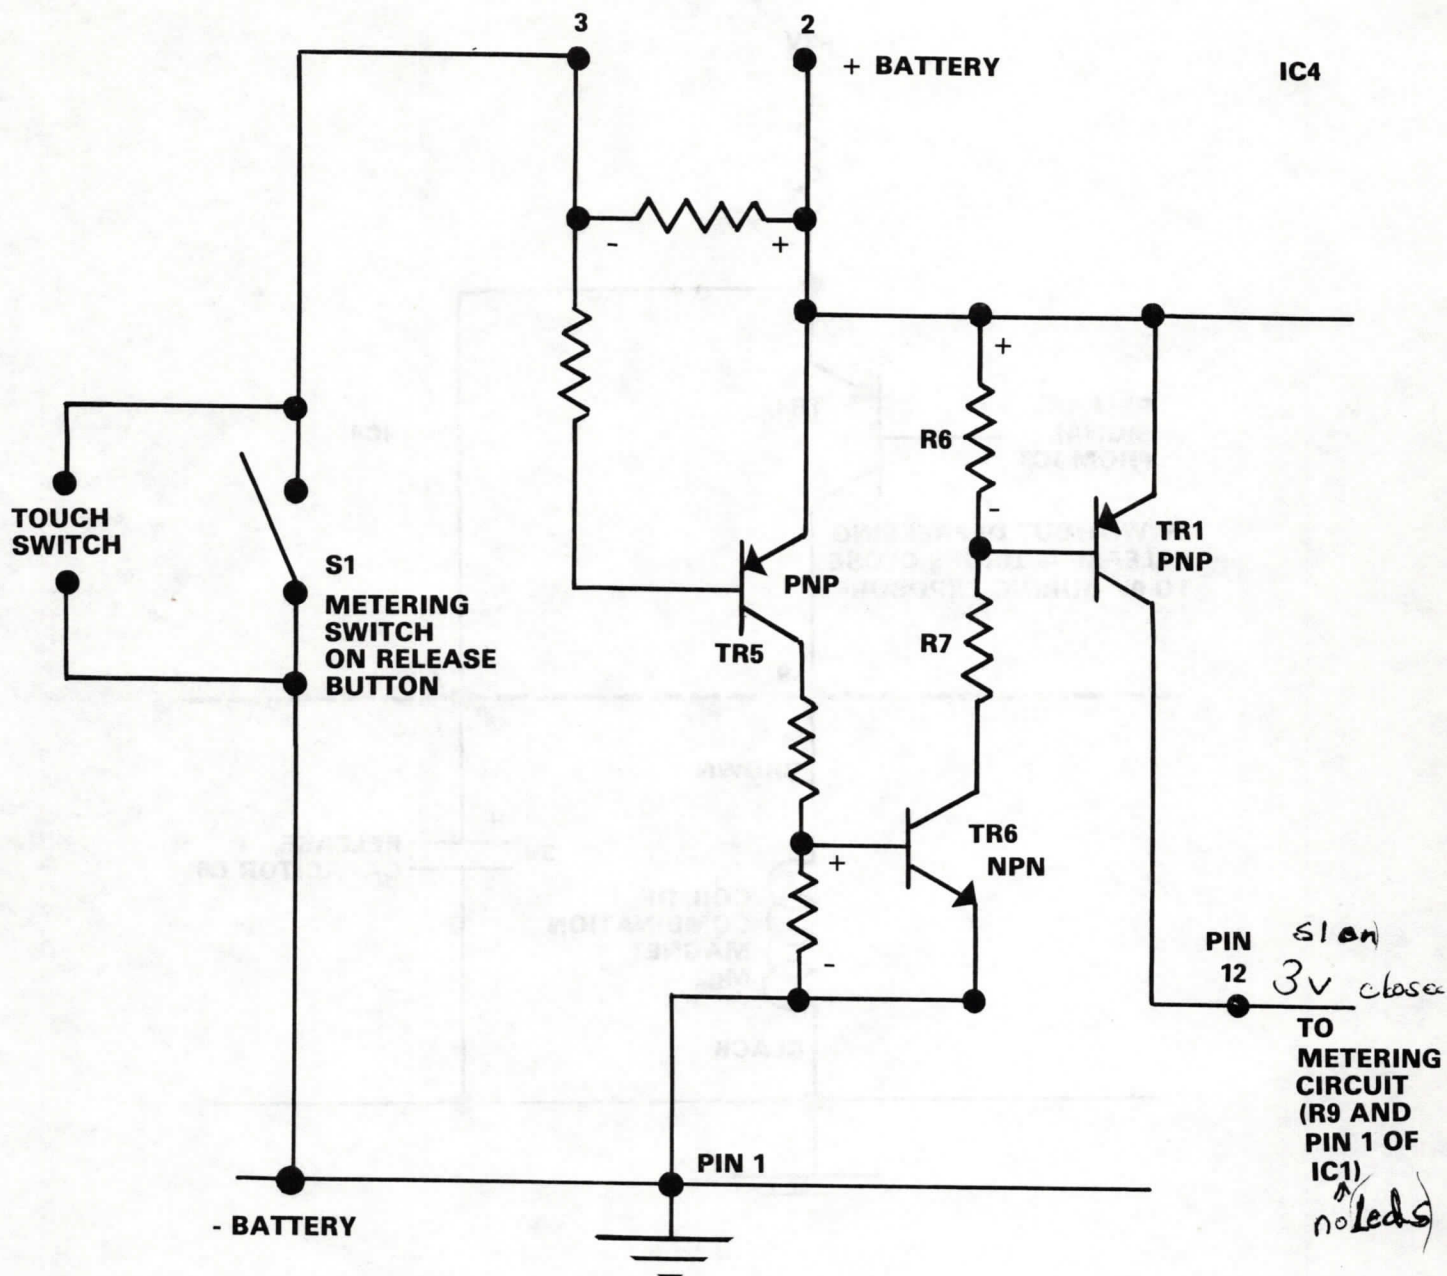 3
2
+ BATTERY
IC4
-
+
+
R6
-
TOUCH
SWITCH
S1
METERING
SWITCH
ON RELEASE
BUTTON
PNP
TR5
TR1
PNP
R7
+
TR6
NPN
-
PIN
12
3v closed
TO
METERING
CIRCUIT
(R9 AND
PIN 1 OF
IC1)
no (Leds)
PIN 1
- BATTERY